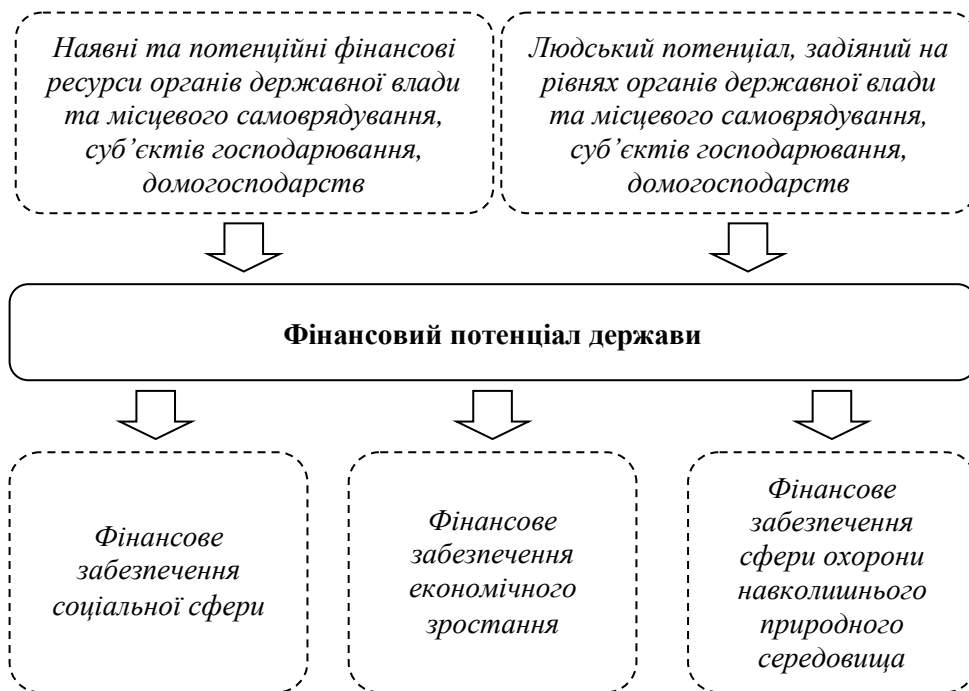 Наявні та потенційні фінансові
ресурси органів державної влади
та місцевого самоврядування,
суб’єктів господарювання,
домогосподарств
Людський потенціал, задіяний на
рівнях органів державної влади
та місцевого самоврядування,
суб’єктів господарювання,
домогосподарств
Фінансовий потенціал держави
Фінансове
забезпечення
соціальної сфери
Фінансове
забезпечення
економічного
зростання
Фінансове
забезпечення
сфери охорони
навколишнього
природного
середовища